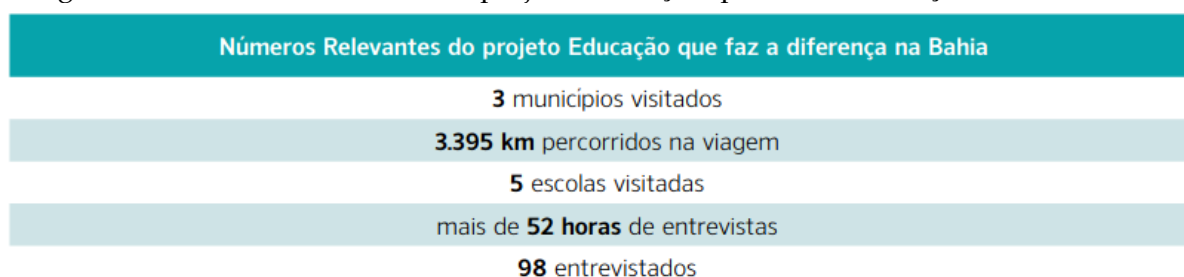 Números Relevantes do projeto Educação que faz a diferença na Bahia
3 municípios visitados
3.395 km percorridos na viagem
5 escolas visitadas
mais de 52 horas de entrevistas
98 entrevistados